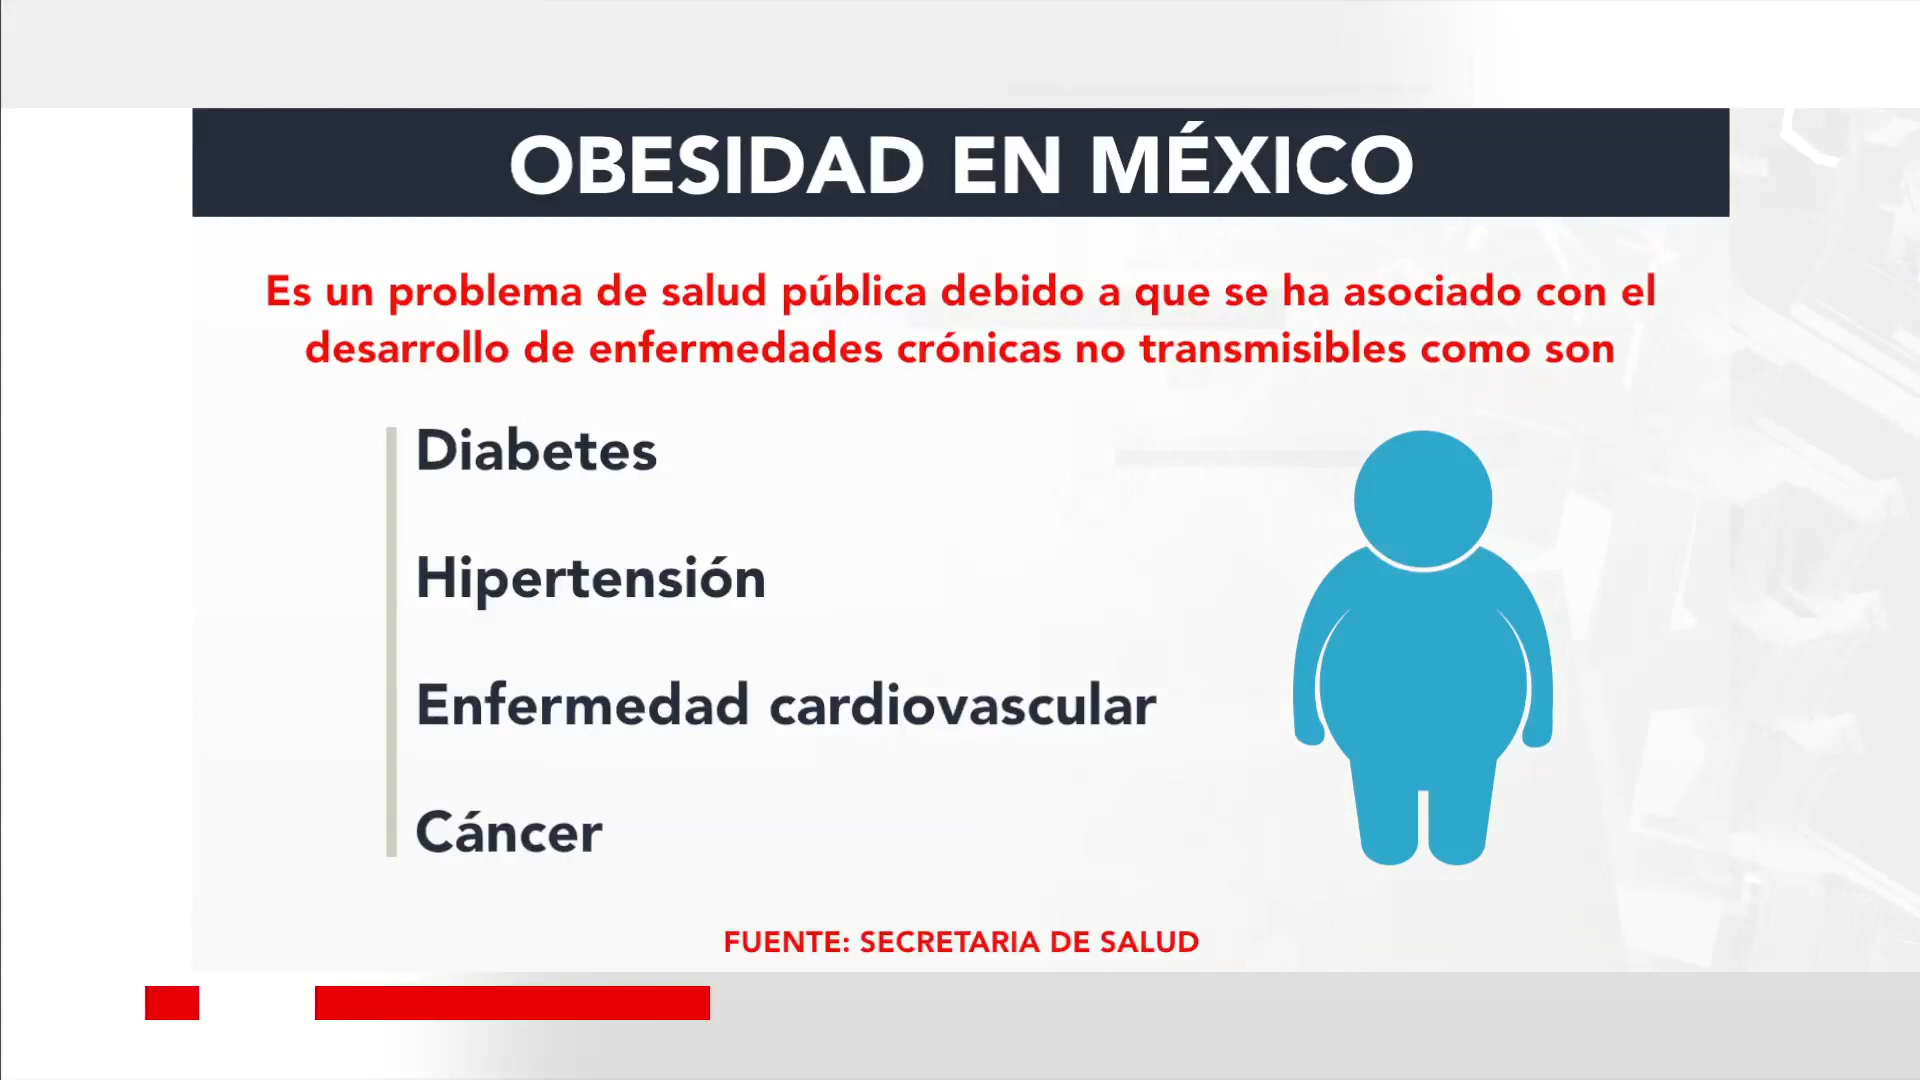 OBESIDAD EN MÉXICO
Es un problema de salud pública debido a que se ha asociado con el
desarrollo de enfermedades crónicas no transmisibles como son
Diabetes
Hipertensión
Enfermedad cardiovascular
Cáncer
FUENTE: SECRETARIA DE SALUD